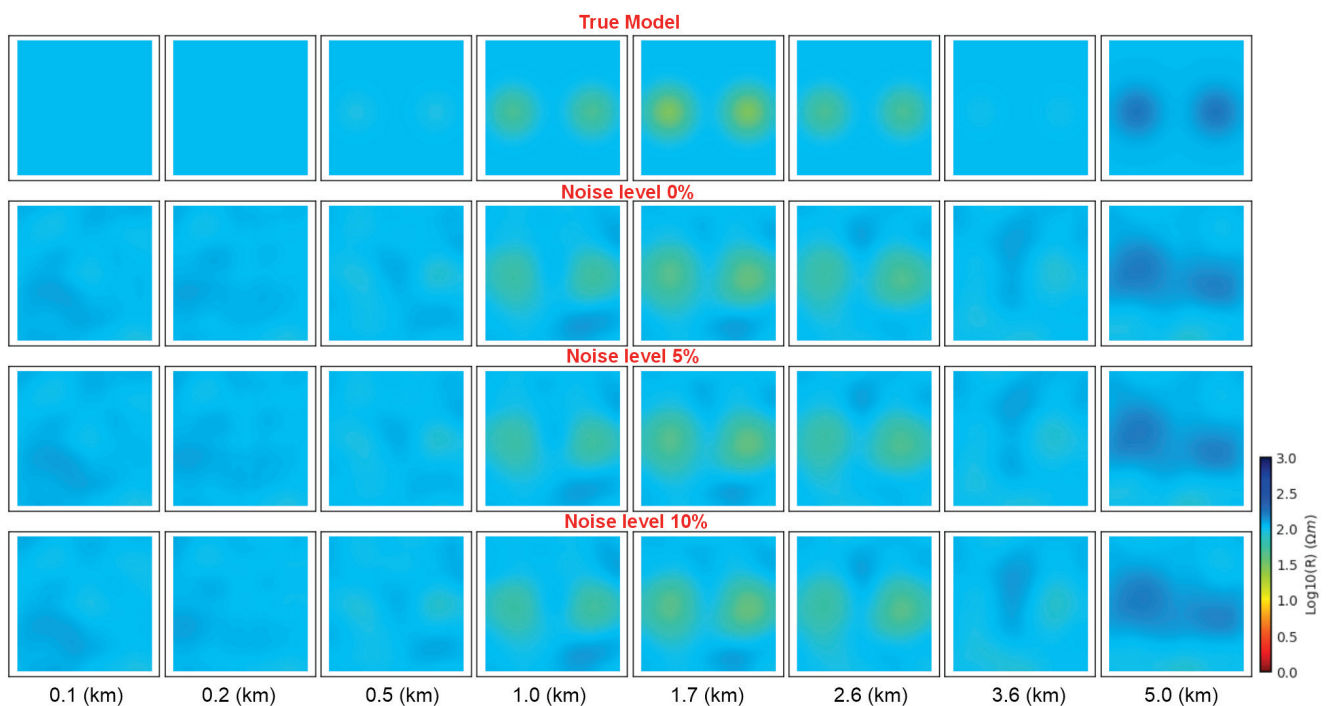 True Model
Noise level 0%
Noise level 5%
Noise level 10%
0.1 (km) 0.2 (km) 0.5 (km) 1.0 (km) 1.7 (km) 2.6 (km) 3.6 (km) 5.0 (km)
3.0
2.5
2.0
1.5
1.0
0.5
0.0
Log10(R) (Ωm)